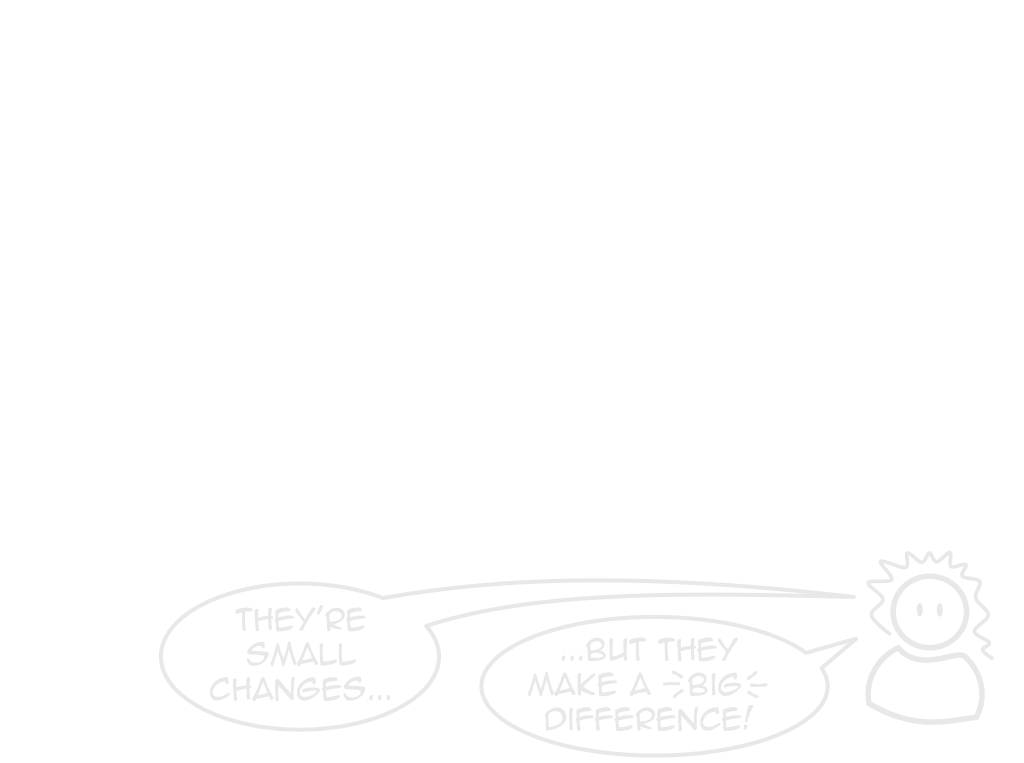 THEY'RE
SMALL
CHANGES...
...BUT THEY
MAKE A BIG
DIFFERENCE!